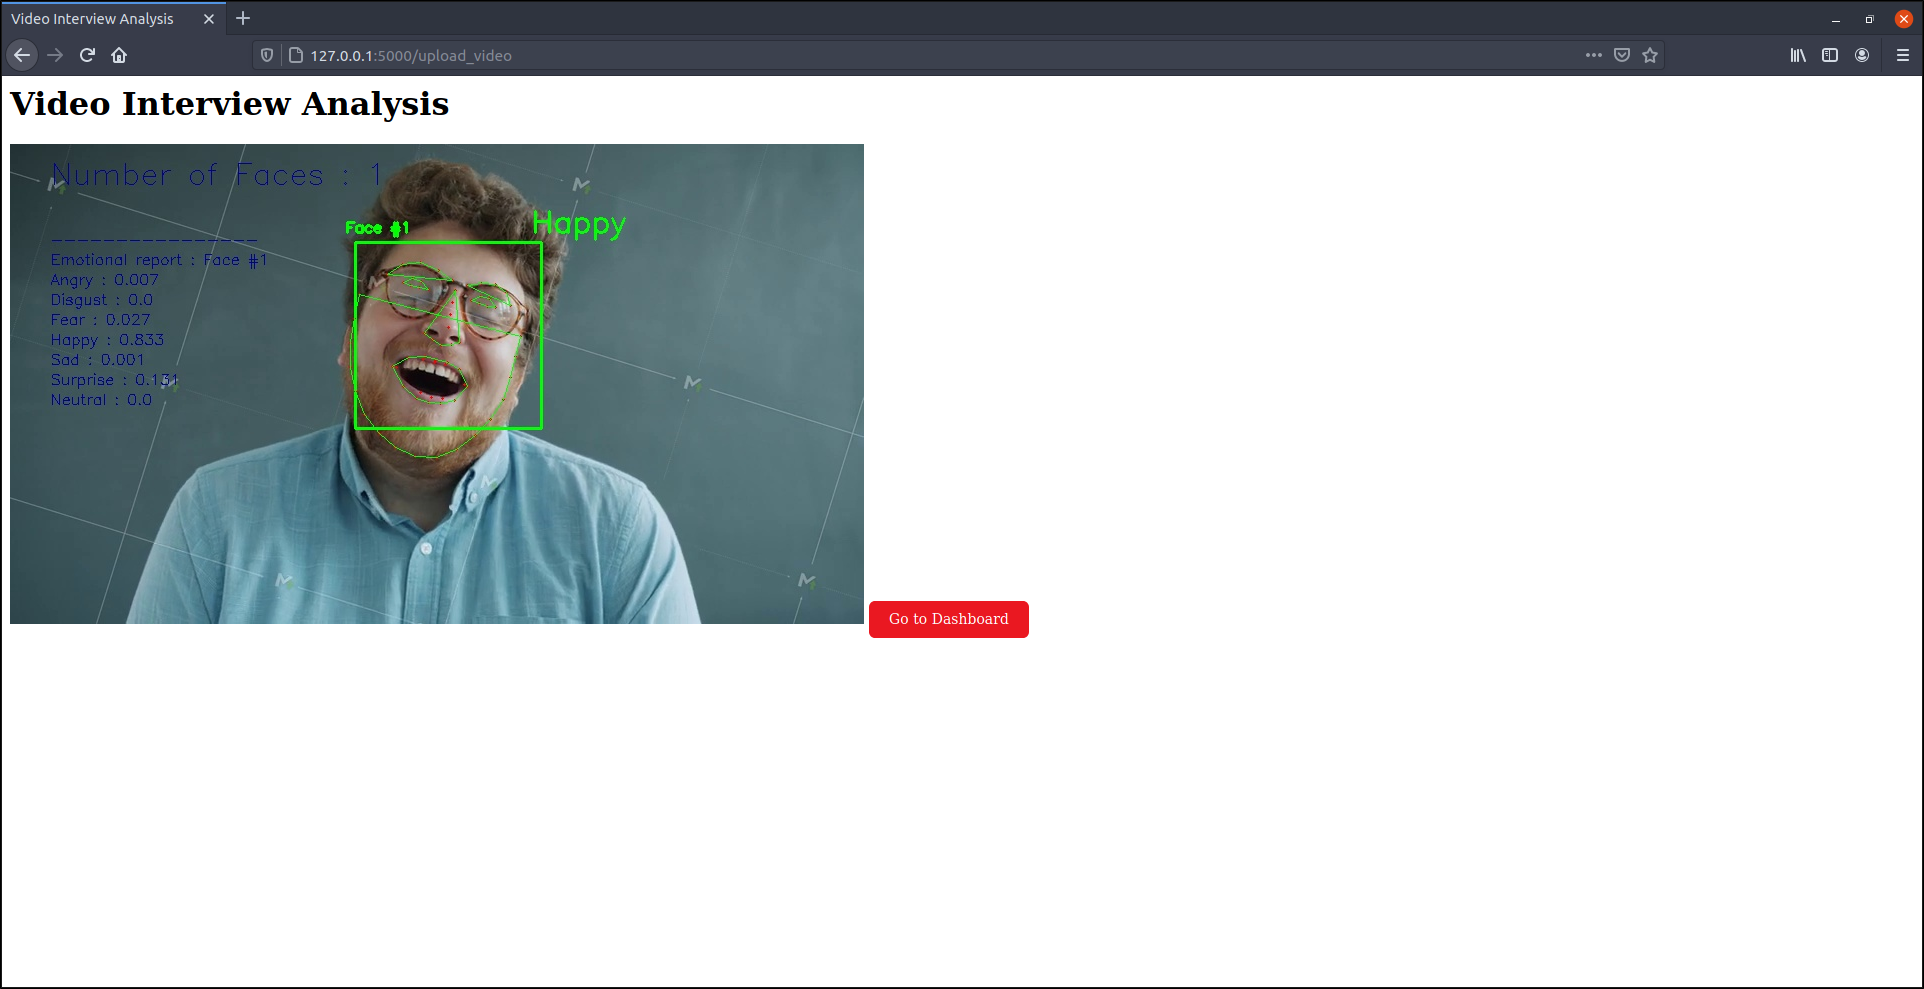 Video Interview Analysis
127.0.0.1:5000/upload_video
Video Interview Analysis
Number of Faces : 1
Face #1
Happy
----------------
Emotional report : Face #1
Angry : 0.007
Disgust : 0.0
Fear : 0.027
Happy : 0.833
Sad : 0.001
Surprise : 0.131
Neutral : 0.0
Go to Dashboard